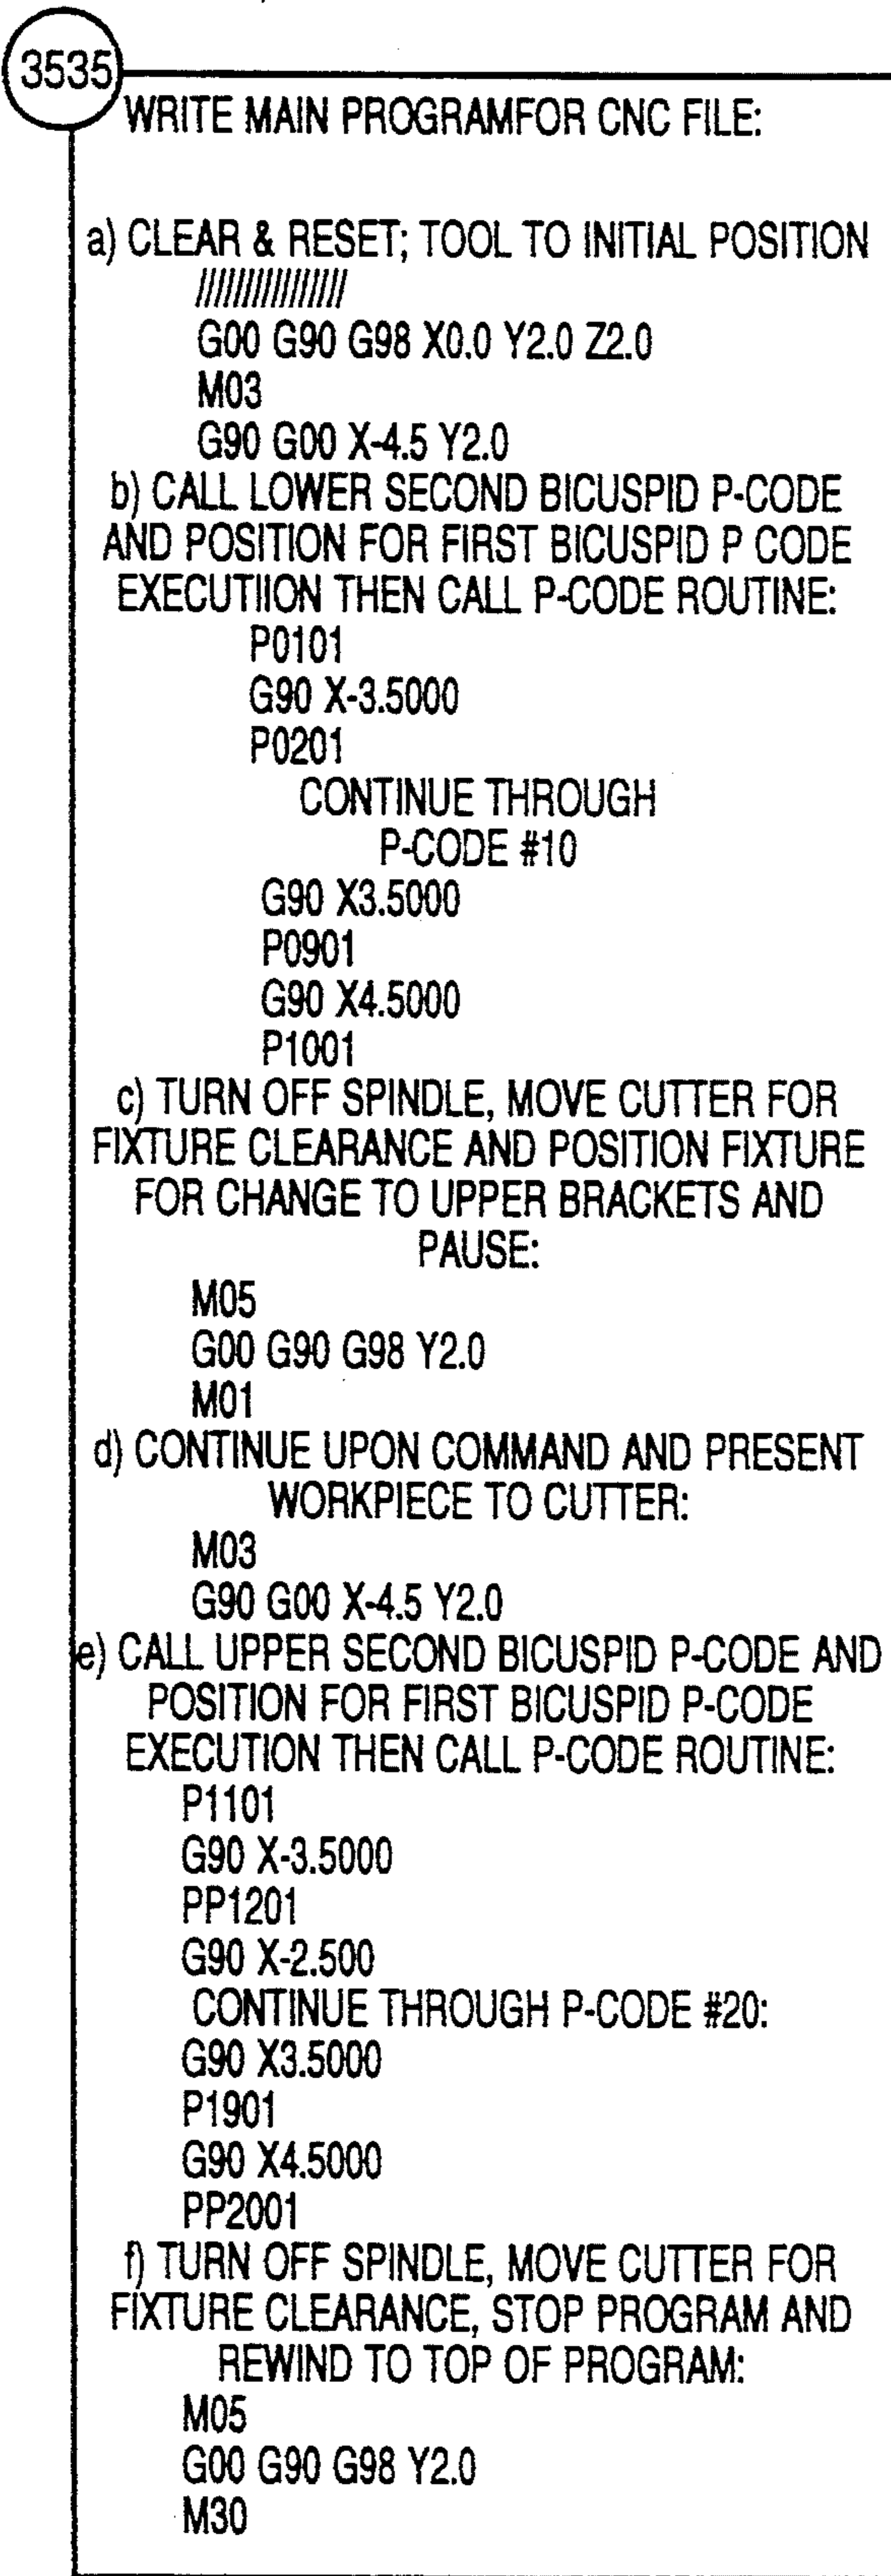 3535
WRITE MAIN PROGRAMFOR CNC FILE:
a) CLEAR & RESET; TOOL TO INITIAL POSITION
////////////////
G00 G90 G98 X0.0 Y2.0 Z2.0
M03
G90 G00 X-4.5 Y2.0
b) CALL LOWER SECOND BICUSPID P-CODE
AND POSITION FOR FIRST BICUSPID P CODE
EXECUTIION THEN CALL P-CODE ROUTINE:
P0101
G90 X-3.5000
P0201
CONTINUE THROUGH
P-CODE #10
G90 X3.5000
P0901
G90 X4.5000
P1001
c) TURN OFF SPINDLE, MOVE CUTTER FOR
FIXTURE CLEARANCE AND POSITION FIXTURE
FOR CHANGE TO UPPER BRACKETS AND
PAUSE:
M05
G00 G90 G98 Y2.0
M01
d) CONTINUE UPON COMMAND AND PRESENT
WORKPIECE TO CUTTER:
M03
G90 G00 X-4.5 Y2.0
e) CALL UPPER SECOND BICUSPID P-CODE AND
POSITION FOR FIRST BICUSPID P-CODE
EXECUTION THEN CALL P-CODE ROUTINE:
P1101
G90 X-3.5000
PP1201
G90 X-2.500
CONTINUE THROUGH P-CODE #20:
G90 X3.5000
P1901
G90 X4.5000
PP2001
f) TURN OFF SPINDLE, MOVE CUTTER FOR
FIXTURE CLEARANCE, STOP PROGRAM AND
REWIND TO TOP OF PROGRAM:
M05
G00 G90 G98 Y2.0
M30